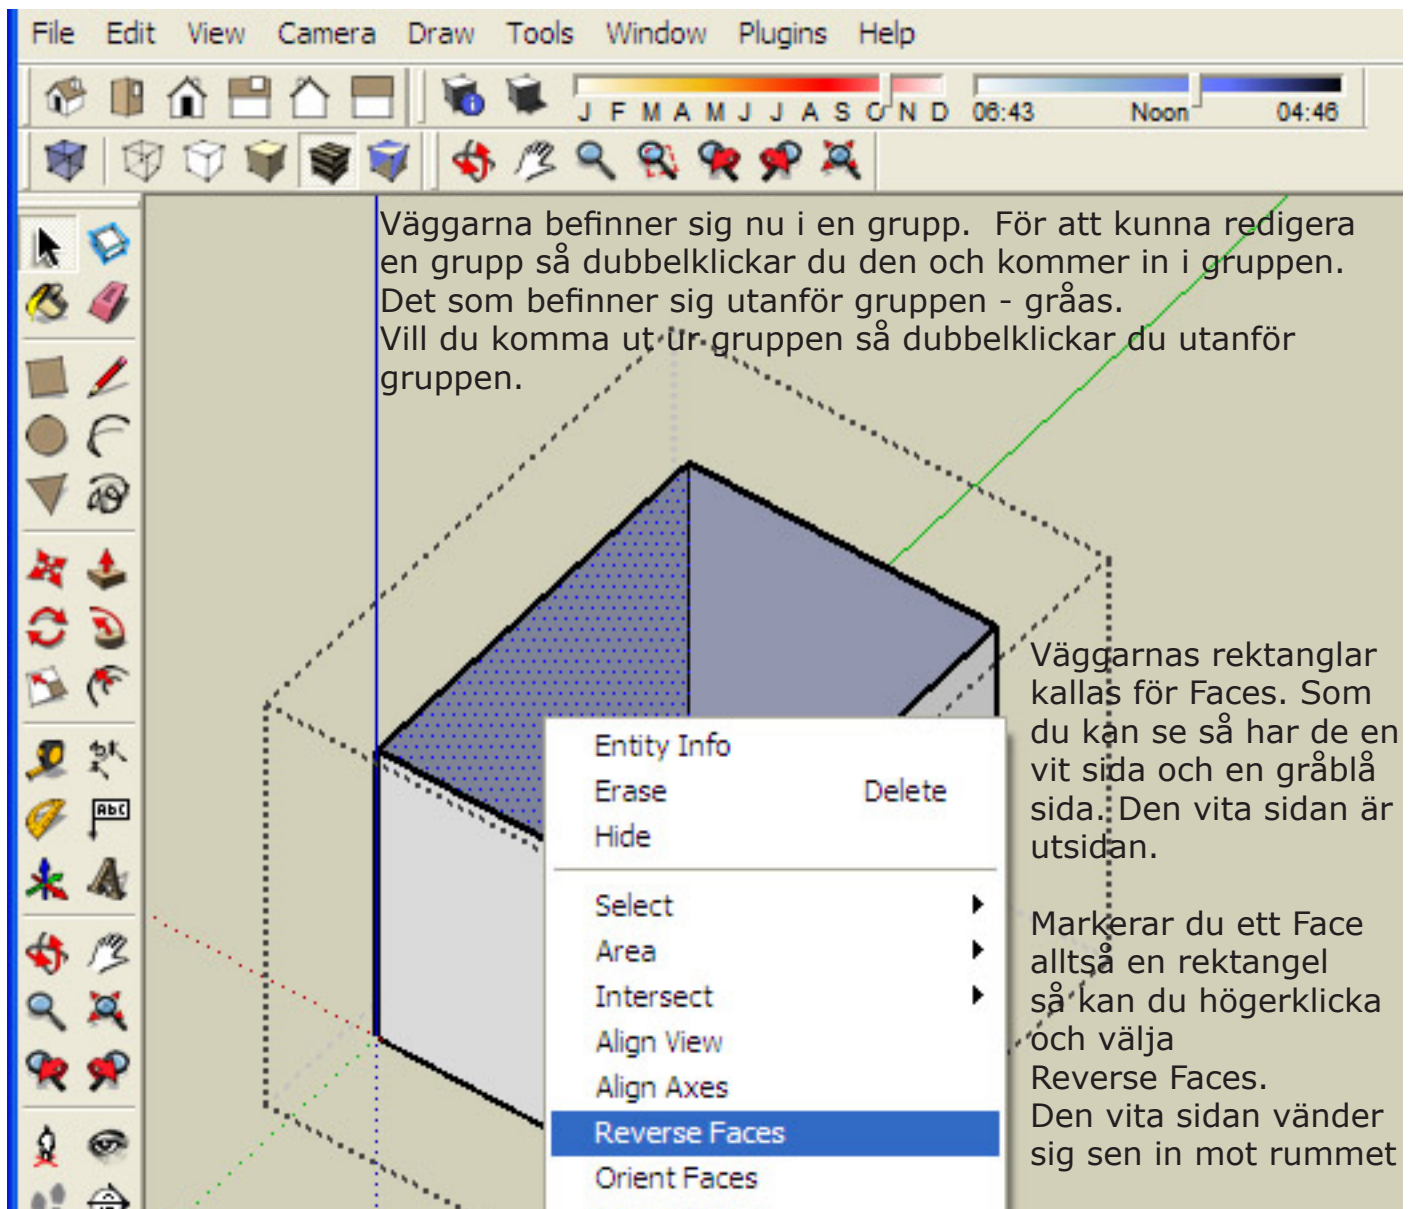 File Edit View Camera Draw Tools Window Plugins Help
J F M A M J J A S O N D 06:43 Noon 04:46
Väggarna befinner sig nu i en grupp. För att kunna redigera
en grupp så dubbelklickar du den och kommer in i gruppen.
Det som befinner sig utanför gruppen - gråas.
Vill du komma ut ur gruppen så dubbelklickar du utanför
gruppen.
Väggarnas rektanglar
kallas för Faces. Som
du kan se så har de en
vit sida och en gråblå
sida. Den vita sidan är
utsidan.
Markerar du ett Face
alltså en rektangel
så kan du högerklicka
och välja
Reverse Faces.
Den vita sidan vänder
sig sen in mot rummet
Entity Info
Erase Delete
Hide
Select
Area
Intersect
Align View
Align Axes
Reverse Faces
Orient Faces
ABC